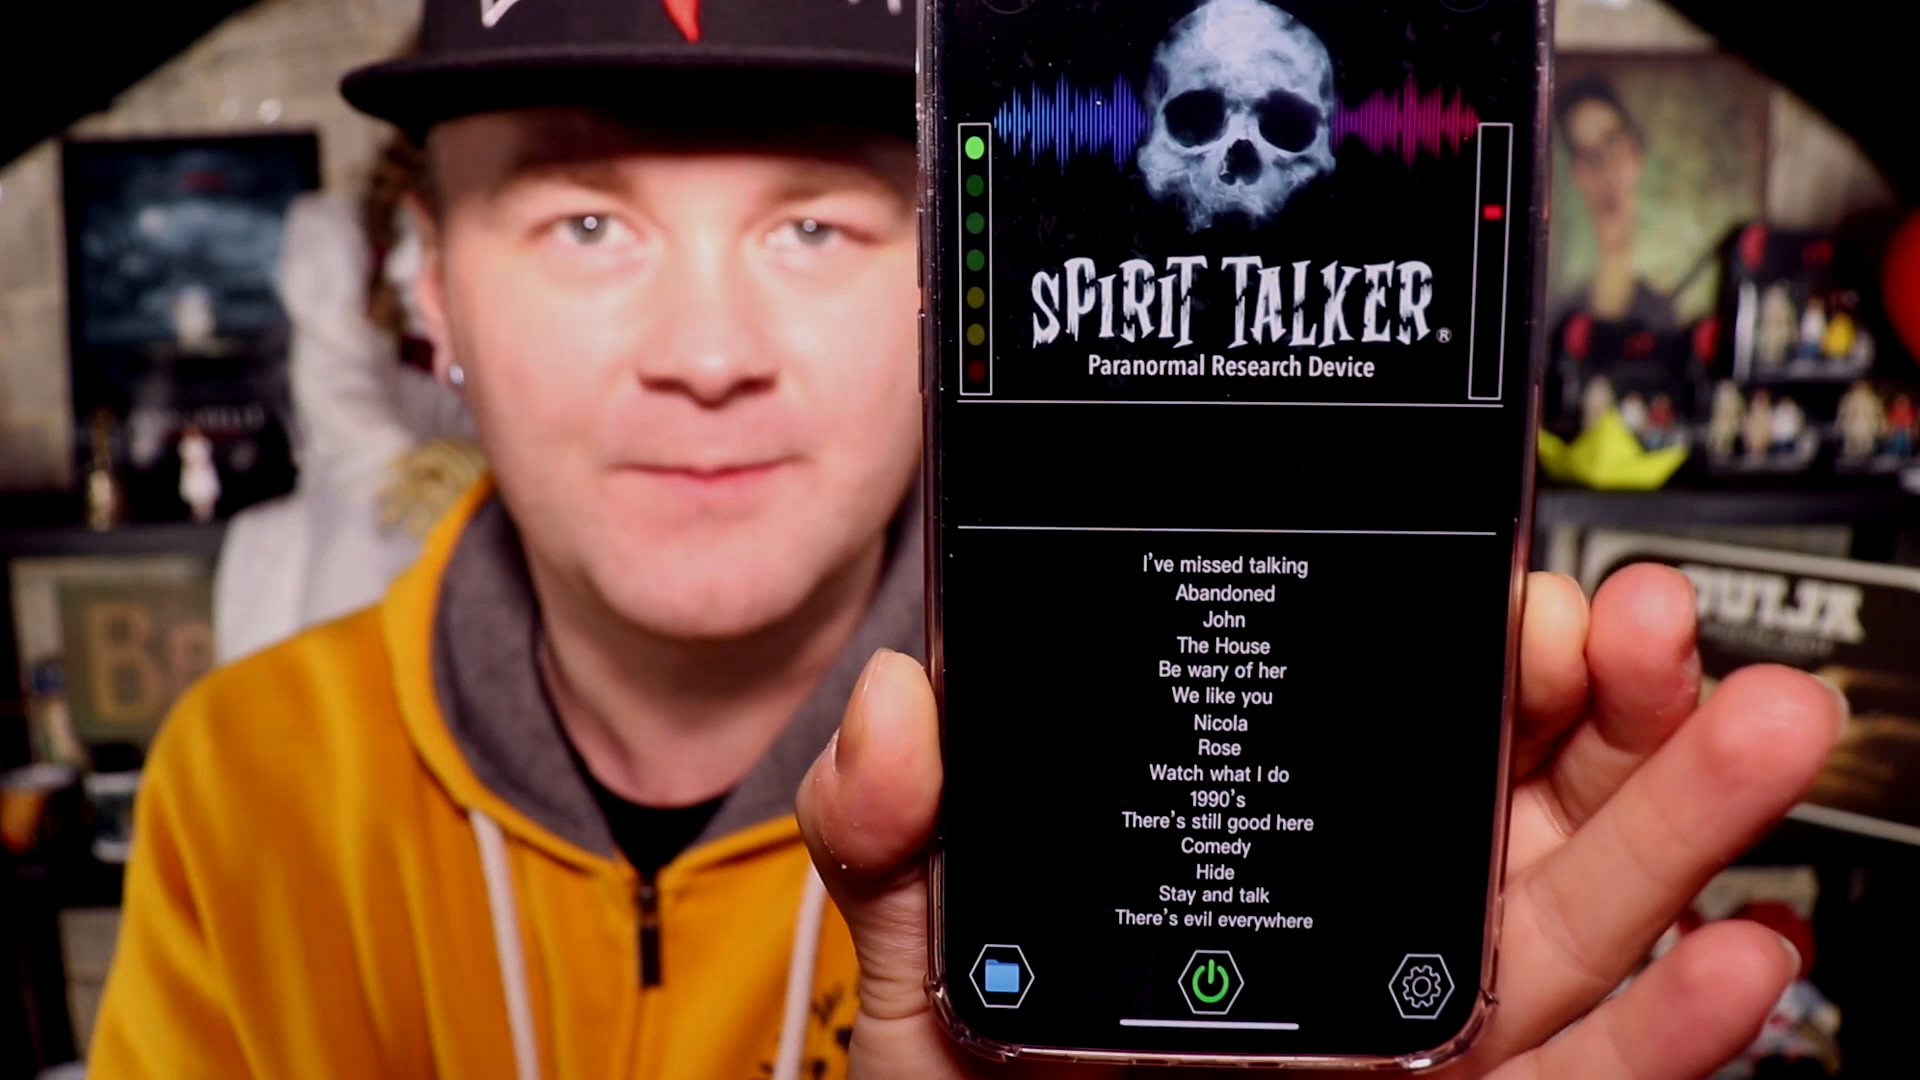 SPIRIT TALKER®
Paranormal Research Device
I've missed talking
Abandoned
John
The House
Be wary of her
We like you
Nicola
Rose
Watch what I do
1990's
There's still good here
Comedy
Hide
Stay and talk
There's evil everywhere
OUIJA